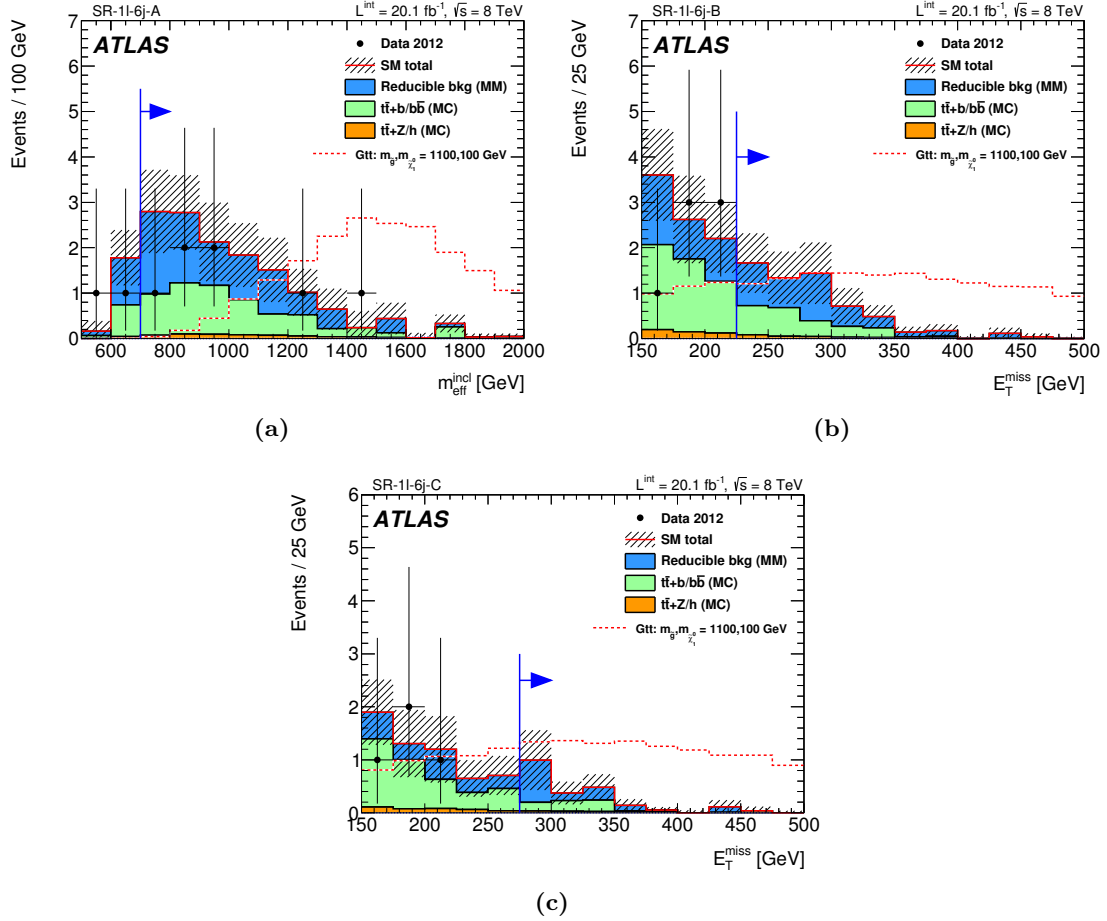 SR-1l-6j-A
L^int = 20.1 fb⁻¹, √s = 8 TeV
ATLAS
Data 2012
SM total
Reducible bkg (MM)
tt̄+b/bb̄ (MC)
tt̄+Z/h (MC)
Gtt: m_g̃,m_χ̃₁⁰ = 1100,100 GeV
Events / 100 GeV
7
6
5
4
3
2
1
0
600 800 1000 1200 1400 1600 1800 2000
m_eff^incl [GeV]
(a)
SR-1l-6j-B
L^int = 20.1 fb⁻¹, √s = 8 TeV
ATLAS
Data 2012
SM total
Reducible bkg (MM)
tt̄+b/bb̄ (MC)
tt̄+Z/h (MC)
Gtt: m_g̃,m_χ̃₁⁰ = 1100,100 GeV
Events / 25 GeV
7
6
5
4
3
2
1
0
150 200 250 300 350 400 450 500
E_T^miss [GeV]
(b)
SR-1l-6j-C
L^int = 20.1 fb⁻¹, √s = 8 TeV
ATLAS
Data 2012
SM total
Reducible bkg (MM)
tt̄+b/bb̄ (MC)
tt̄+Z/h (MC)
Gtt: m_g̃,m_χ̃₁⁰ = 1100,100 GeV
Events / 25 GeV
6
5
4
3
2
1
0
150 200 250 300 350 400 450 500
E_T^miss [GeV]
(c)